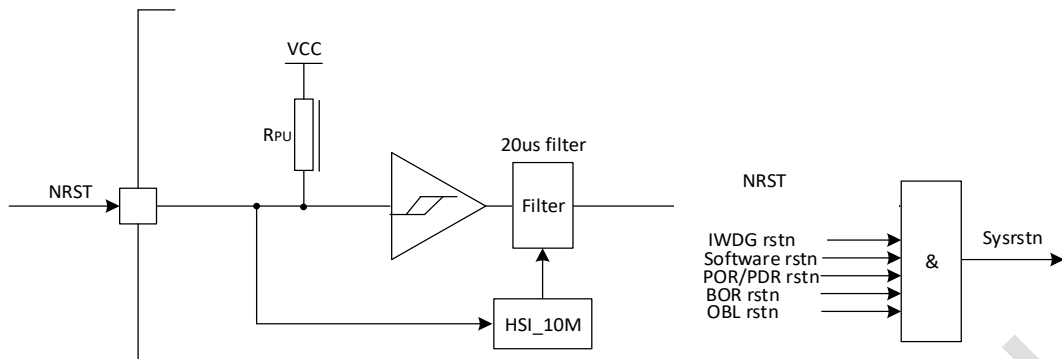 VCC
RPU
20us filter
NRST
Filter
HSI_10M
NRST
IWDG rstn
Software rstn
POR/PDR rstn
BOR rstn
OBL rstn
&
Sysrstn